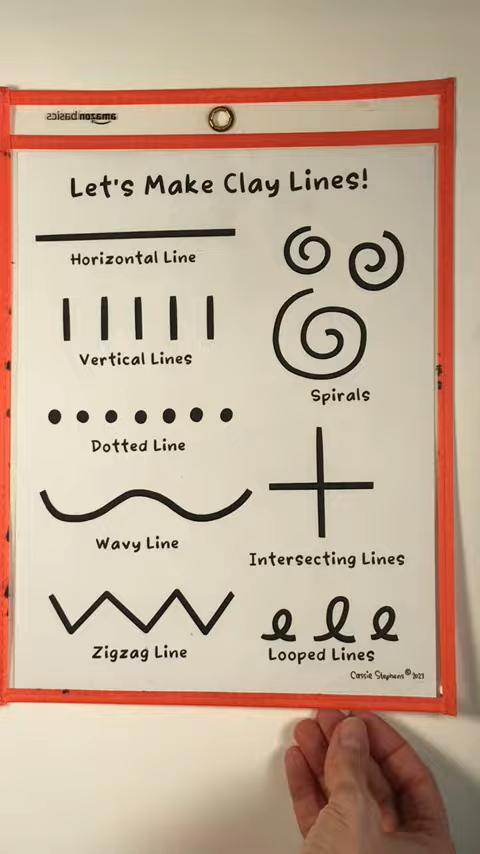 amazon basics
Let's Make Clay Lines!
Horizontal Line
Vertical Lines
Dotted Line
Wavy Line
Zigzag Line
Spirals
Intersecting Lines
Looped Lines
Cassie Stephens © 2023